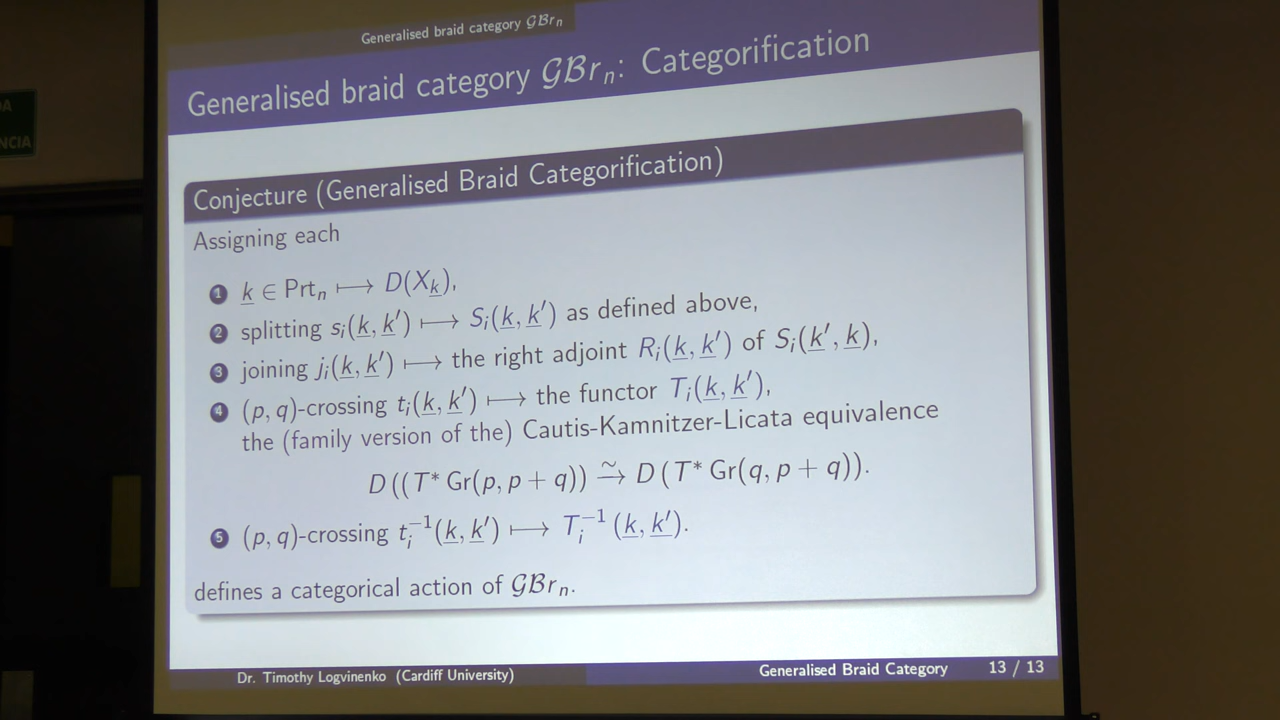 Generalised braid category 𝒢ℬr_n
Generalised braid category 𝒢ℬr_n: Categorification
Conjecture (Generalised Braid Categorification)
Assigning each
1 k̲ ∈ Prt_n ⟼ D(X_k̲),
2 splitting s_i(k̲, k̲′) ⟼ S_i(k̲, k̲′) as defined above,
3 joining j_i(k̲, k̲′) ⟼ the right adjoint R_i(k̲, k̲′) of S_i(k̲′, k̲),
4 (p, q)-crossing t_i(k̲, k̲′) ⟼ the functor T_i(k̲, k̲′),
the (family version of the) Cautis-Kamnitzer-Licata equivalence
D((T* Gr(p, p + q)) ⥲ D(T* Gr(q, p + q)).
5 (p, q)-crossing t_i^{-1}(k̲, k̲′) ⟼ T_i^{-1}(k̲, k̲′).
defines a categorical action of 𝒢ℬr_n.
Dr. Timothy Logvinenko (Cardiff University)
Generalised Braid Category 13 / 13
DA
NCIA